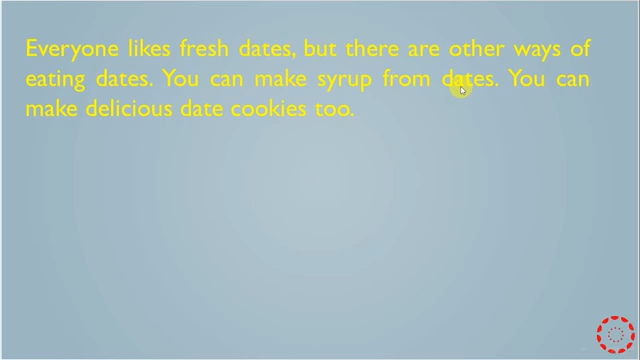 Everyone likes fresh dates, but there are other ways of
eating dates. You can make syrup from dates. You can
make delicious date cookies too.